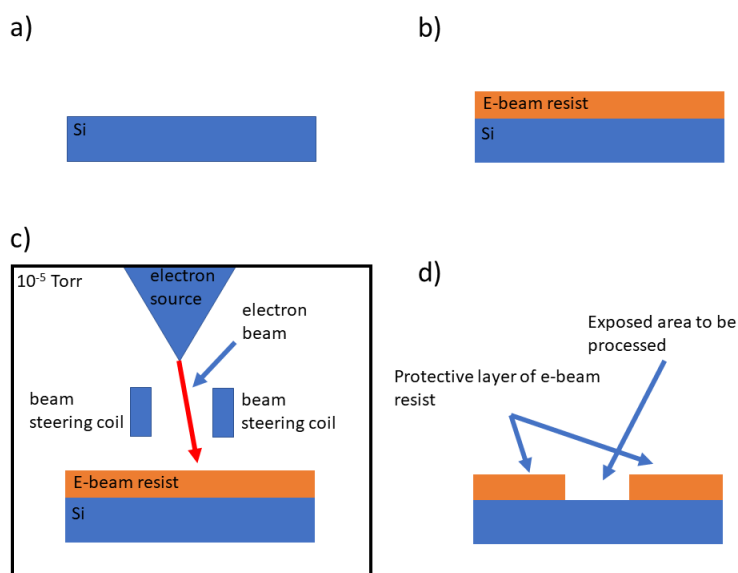 a)
Si
b)
E-beam resist
Si
c)
10⁻⁵ Torr
electron
source
electron
beam
beam
steering coil
beam
steering coil
E-beam resist
Si
d)
Exposed area to be
processed
Protective layer of e-beam
resist